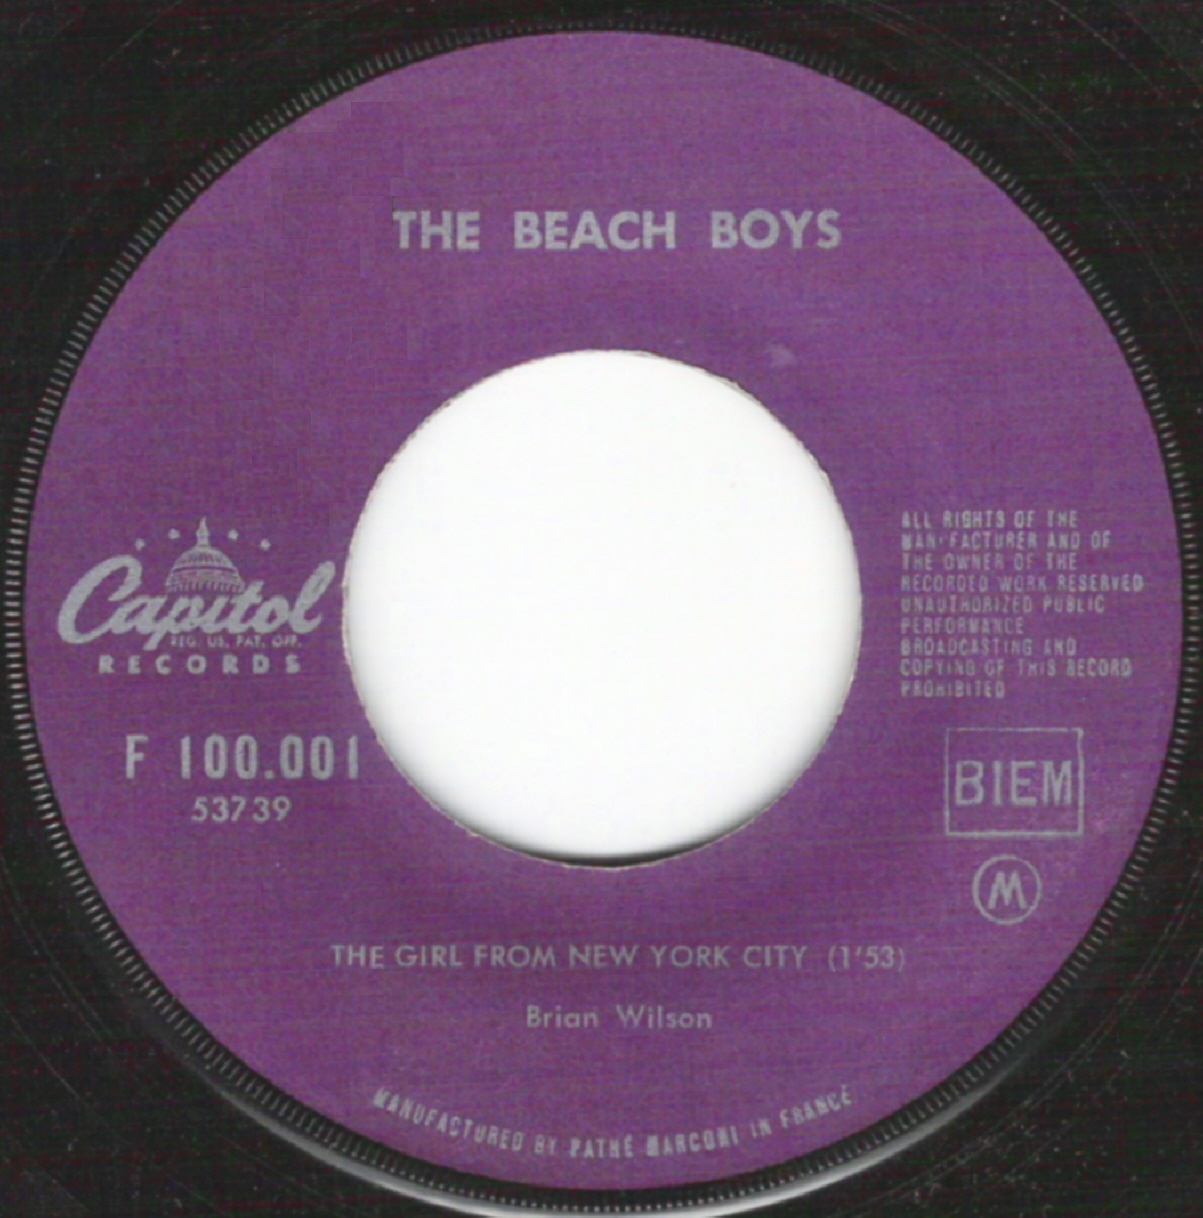 THE BEACH BOYS
Capitol
REG. US. PAT. OFF.
RECORDS
F 100.001
53739
ALL RIGHTS OF THE
MANUFACTURER AND OF
THE OWNER OF THE
RECORDED WORK RESERVED
UNAUTHORIZED PUBLIC
PERFORMANCE
BROADCASTING AND
COPYING OF THIS RECORD
PROHIBITED
BIEM
M
THE GIRL FROM NEW YORK CITY (1'53)
Brian Wilson
MANUFACTURED BY PATHÉ MARCONI IN FRANCE